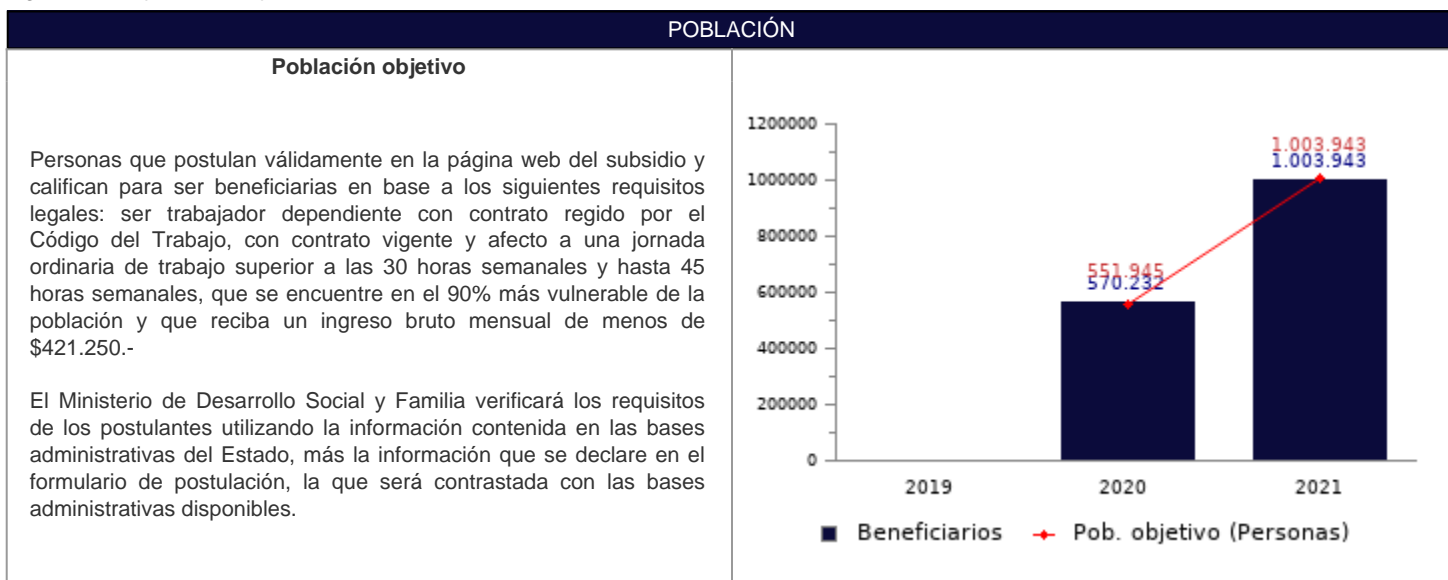 POBLACIÓN
Población objetivo
Personas que postulan válidamente en la página web del subsidio y
califican para ser beneficiarias en base a los siguientes requisitos
legales: ser trabajador dependiente con contrato regido por el
Código del Trabajo, con contrato vigente y afecto a una jornada
ordinaria de trabajo superior a las 30 horas semanales y hasta 45
horas semanales, que se encuentre en el 90% más vulnerable de la
población y que reciba un ingreso bruto mensual de menos de
$421.250.-
El Ministerio de Desarrollo Social y Familia verificará los requisitos
de los postulantes utilizando la información contenida en las bases
administrativas del Estado, más la información que se declare en el
formulario de postulación, la que será contrastada con las bases
administrativas disponibles.
1200000
1000000
800000
600000
400000
200000
0
1.003.943
1.003.943
551.945
570.232
2019 2020 2021
Beneficiarios Pob. objetivo (Personas)